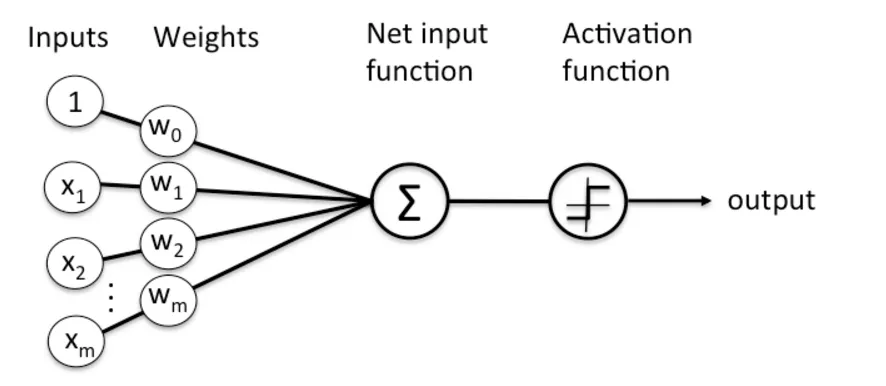 Inputs
Weights
Net input
function
Activation
function
1
w0
x1
w1
x2
w2
⋮
xm
wm
Σ
output